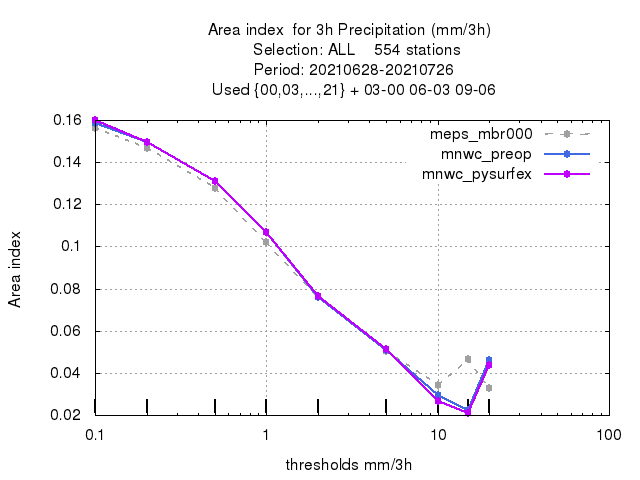 Area index  for 3h Precipitation (mm/3h)
Selection: ALL    554 stations
Period: 20210628-20210726
Used {00,03,...,21} + 03-00 06-03 09-06
meps_mbr000
mnwc_preop
mnwc_pysurfex
0.16
0.14
0.12
0.1
0.08
0.06
0.04
0.02
Area index
0.1 1 10 100
thresholds mm/3h